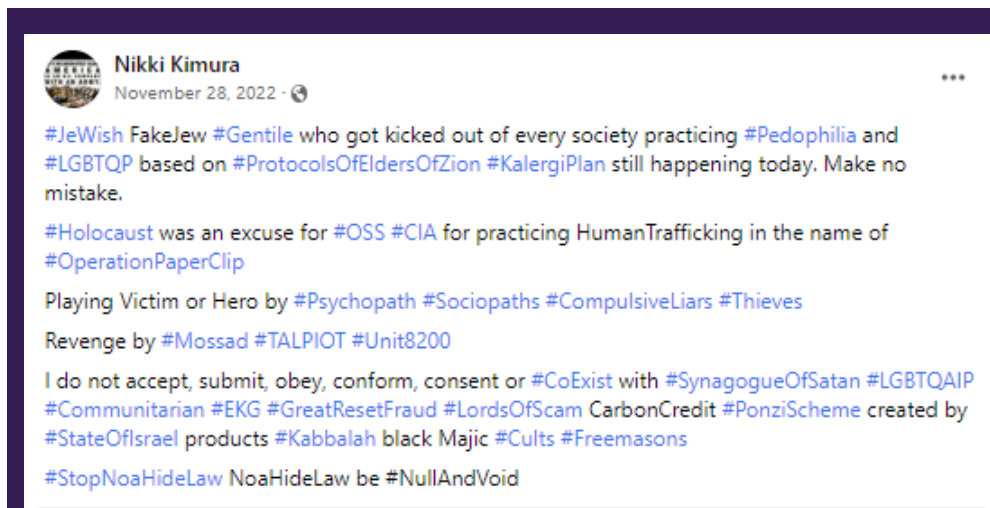 Nikki Kimura
November 28, 2022 ·
#JeWish FakeJew #Gentile who got kicked out of every society practicing #Pedophilia and
#LGBTQP based on #ProtocolsOfEldersOfZion #KalergiPlan still happening today. Make no
mistake.
#Holocaust was an excuse for #OSS #CIA for practicing HumanTrafficking in the name of
#OperationPaperClip
Playing Victim or Hero by #Psychopath #Sociopaths #CompulsiveLiars #Thieves
Revenge by #Mossad #TALPIOT #Unit8200
I do not accept, submit, obey, conform, consent or #CoExist with #SynagogueOfSatan #LGBTQAIP
#Communitarian #EKG #GreatResetFraud #LordsOfScam CarbonCredit #PonziScheme created by
#StateOfIsrael products #Kabbalah black Majic #Cults #Freemasons
#StopNoaHideLaw NoaHideLaw be #NullAndVoid